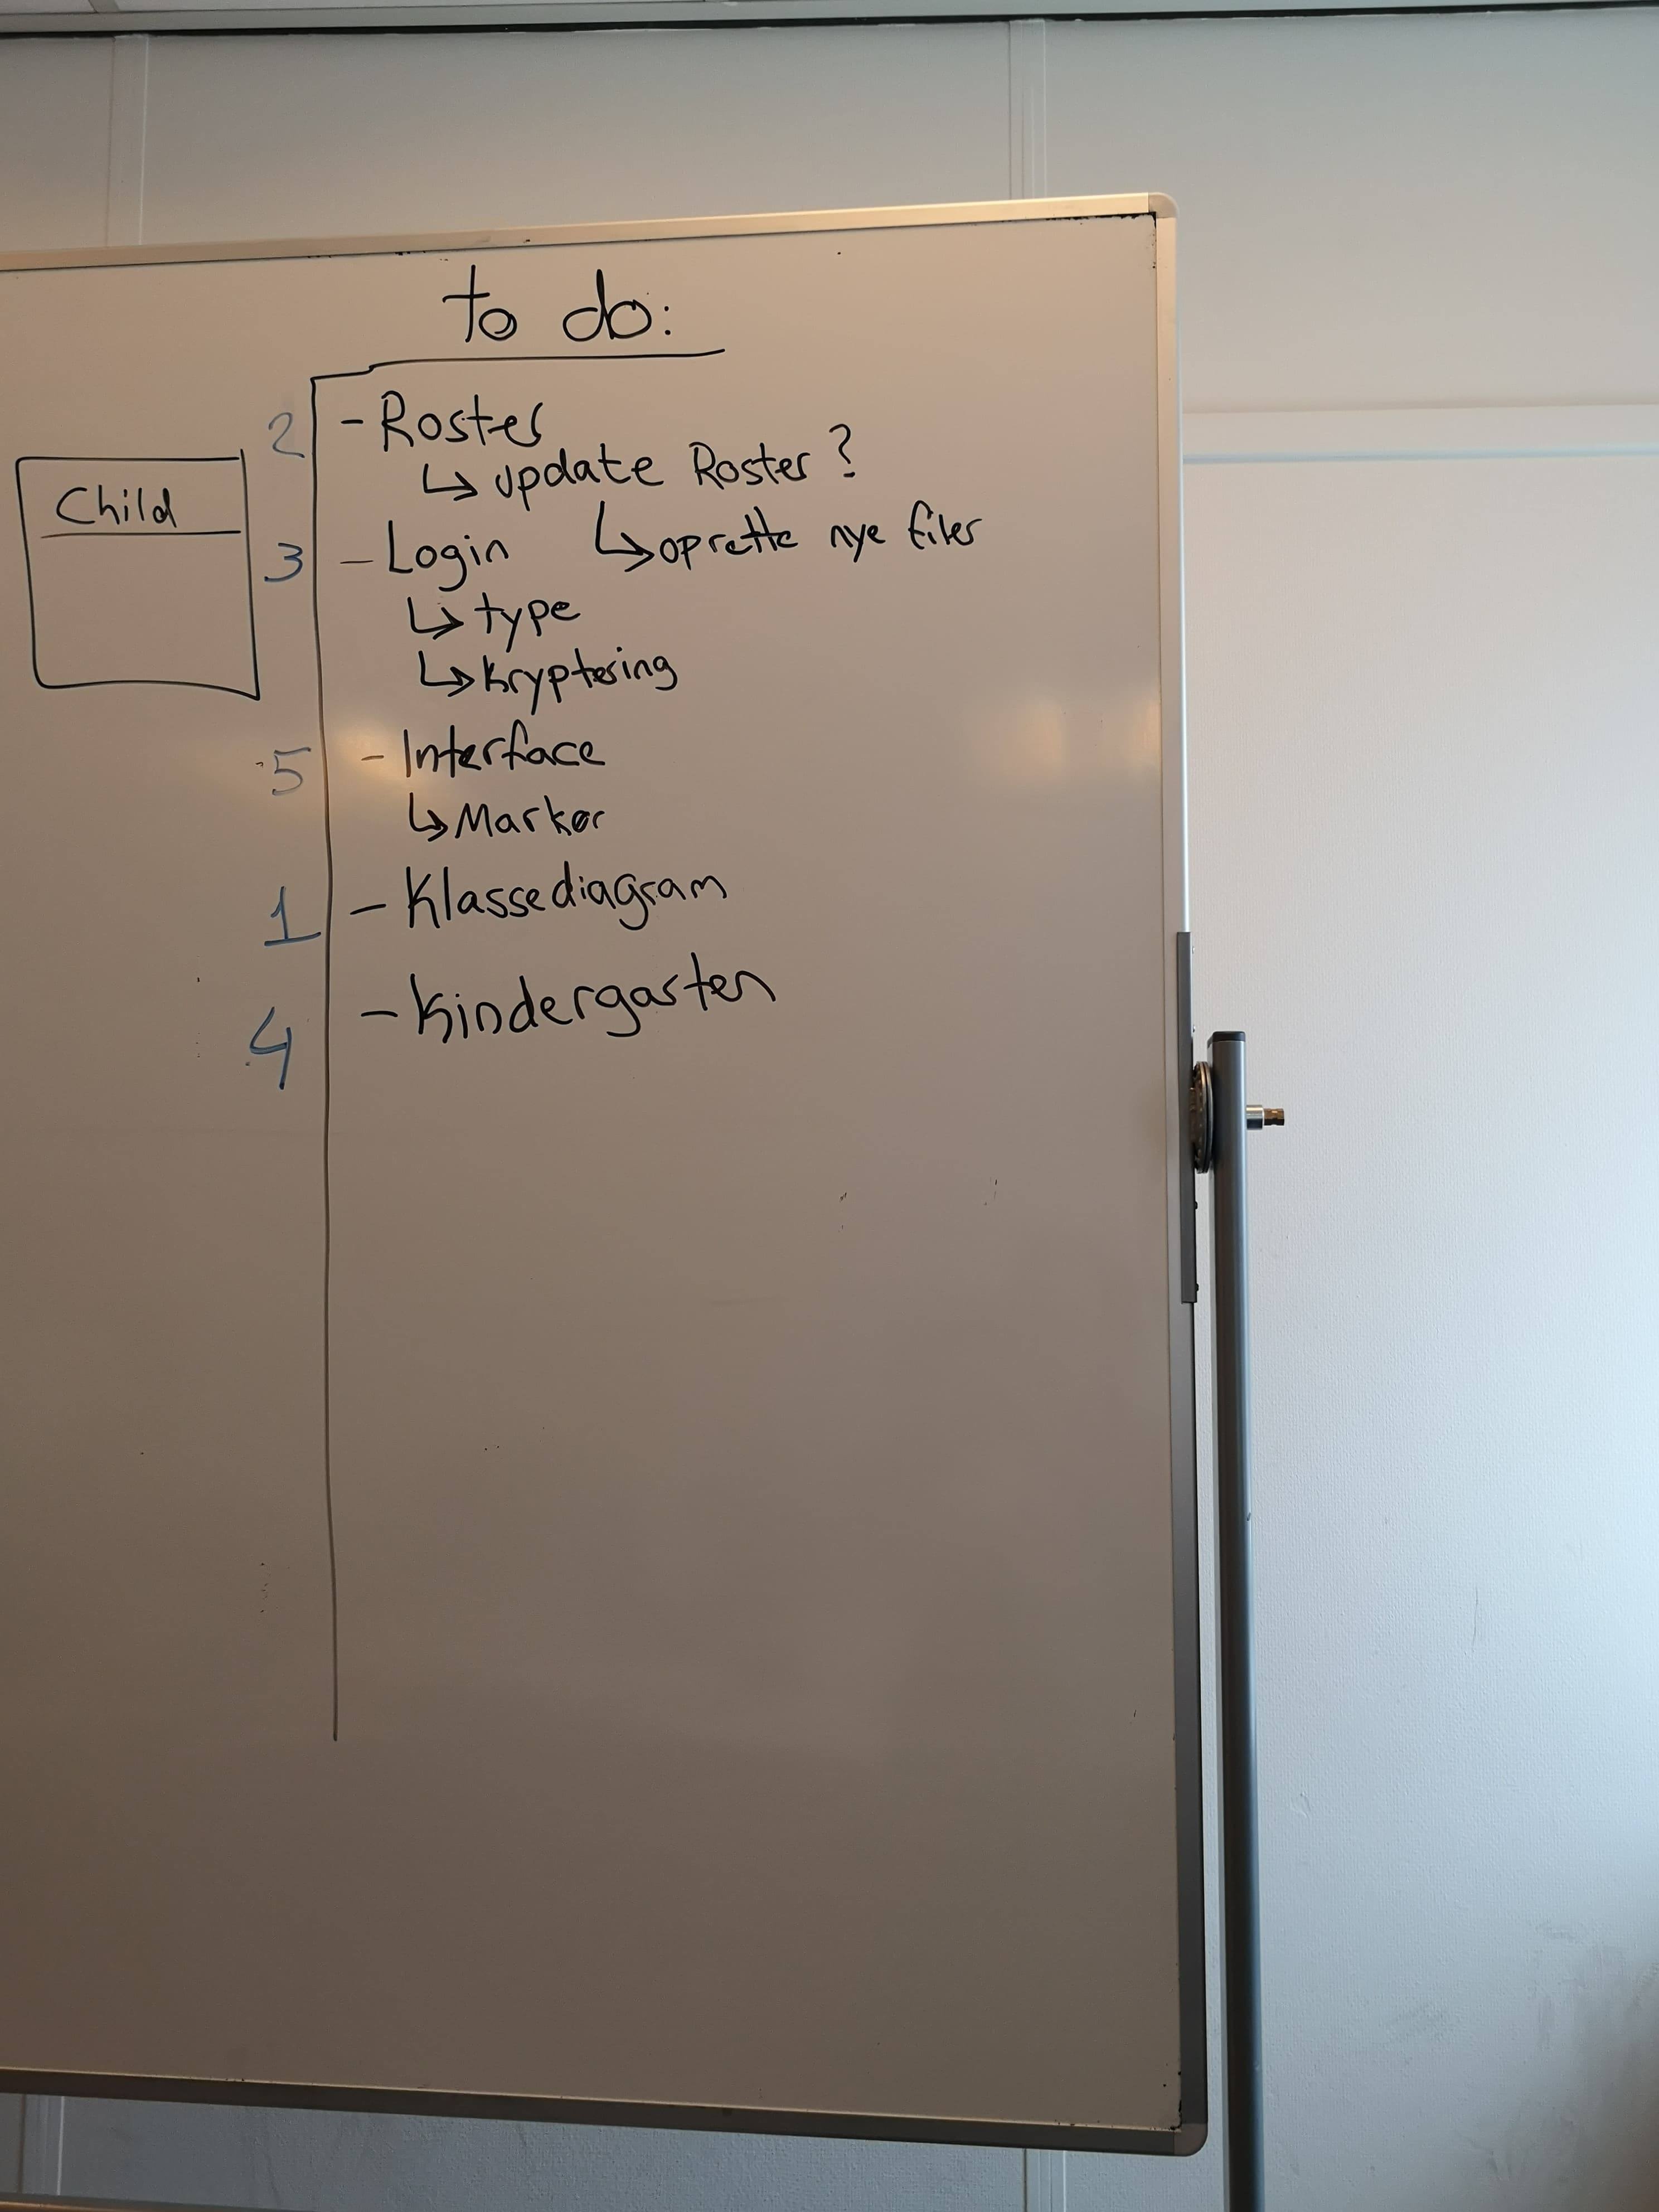 to do:
2 - Roster
↳ update Roster?
Child
3 - Login ↳ oprette nye filer
↳ type
↳ Kryptering
5 - Interface
↳ Marker
1 - Klassediagram
4 - Kindergarten